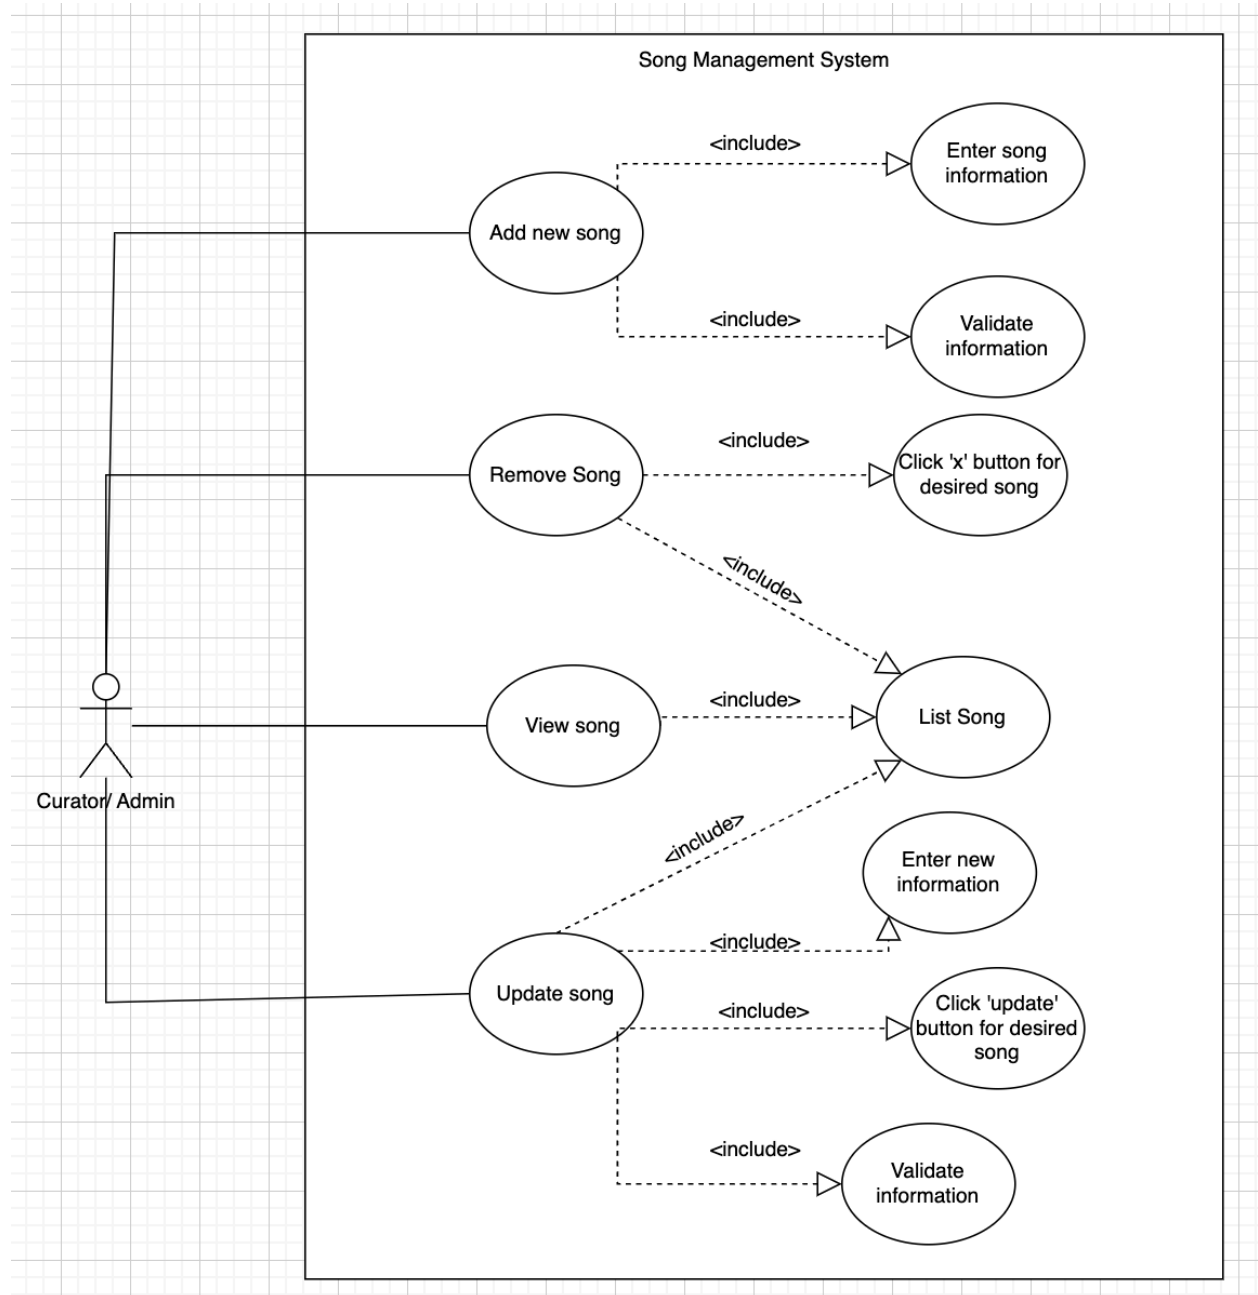 Song Management System
<include>
Enter song
information
Add new song
<include>
Validate
information
<include>
Remove Song
Click 'x' button for
desired song
<include>
<include>
View song
List Song
Curator/ Admin
<include>
Enter new
information
<include>
Update song
<include>
Click 'update'
button for desired
song
<include>
Validate
information